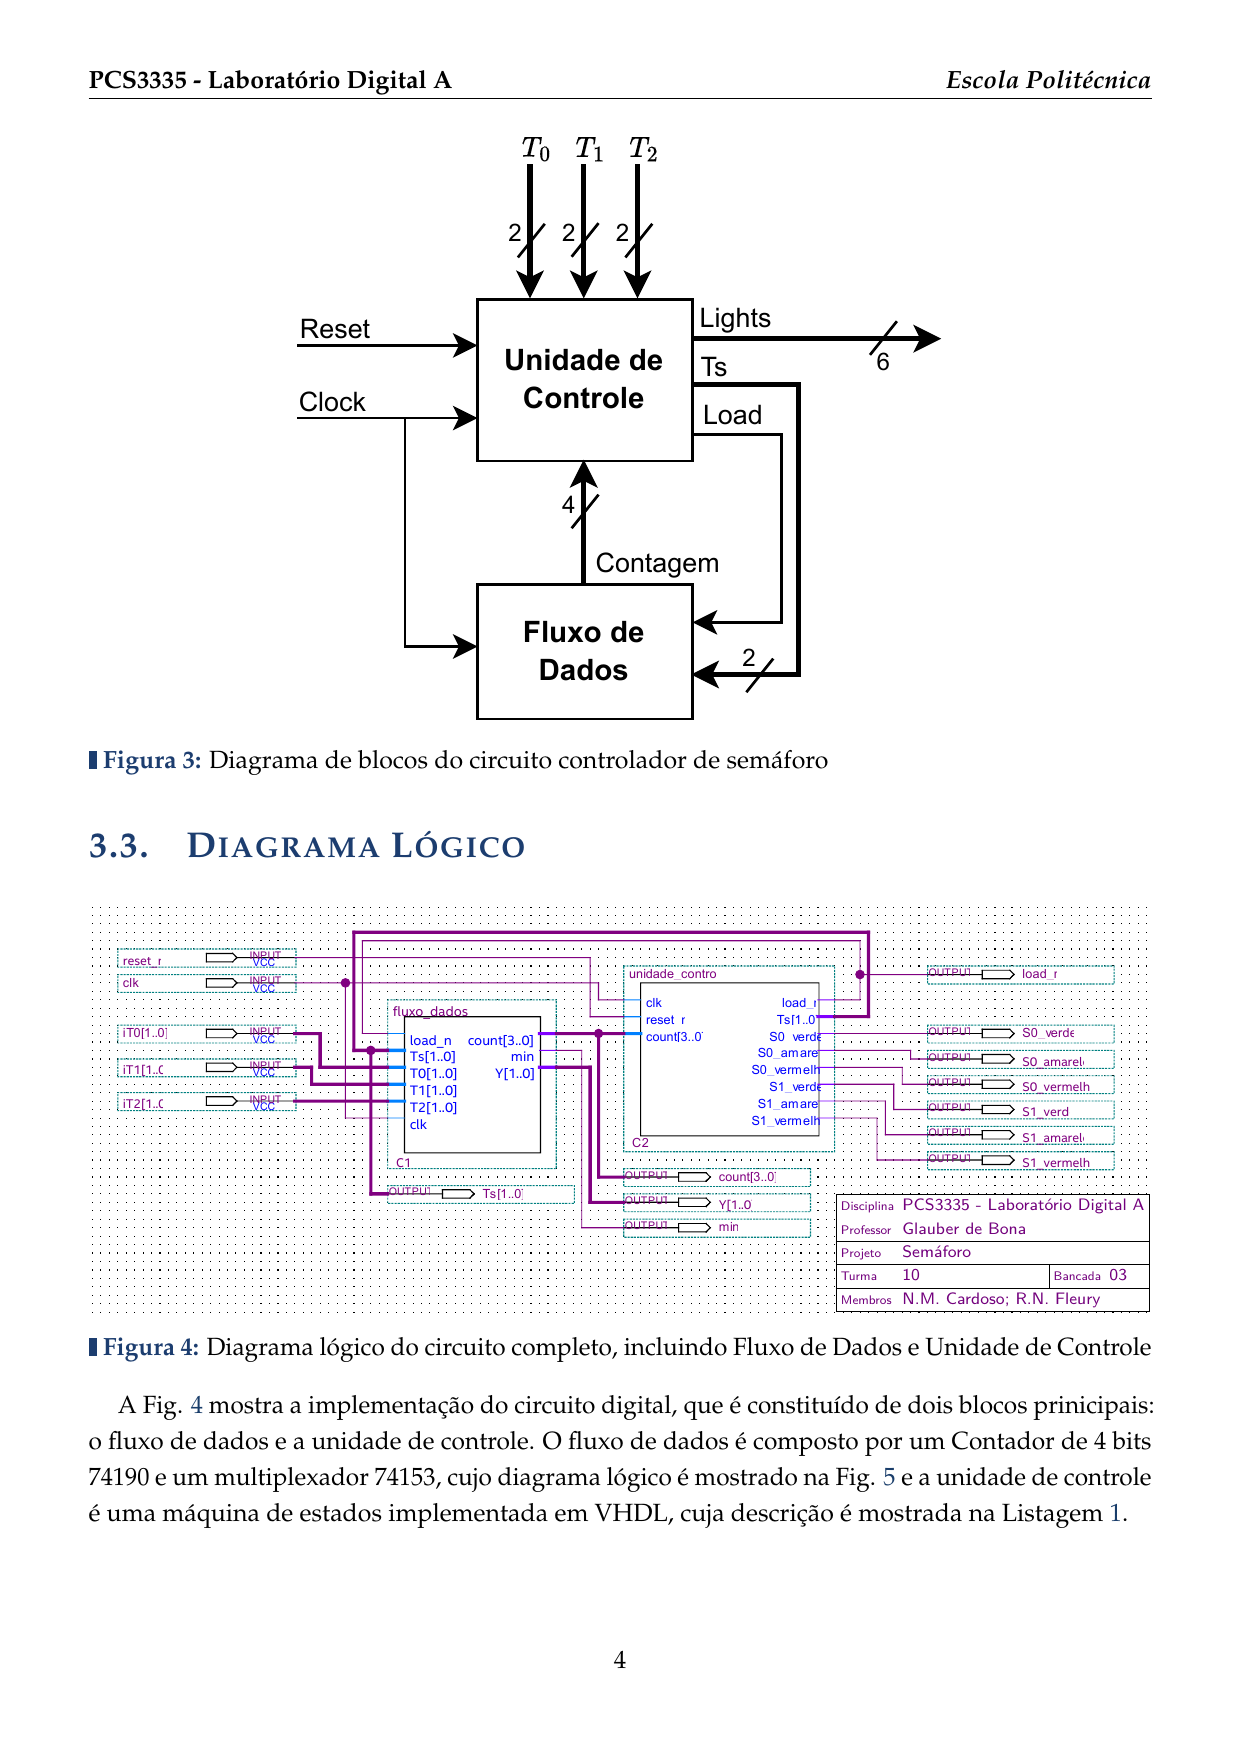 PCS3335 - Laboratório Digital A Escola Politécnica
T0 T1 T2
2 2 2
Reset
Clock
Unidade de
Controle
Lights
6
Ts
Load
4
Contagem
Fluxo de
Dados
2
Figura 3: Diagrama de blocos do circuito controlador de semáforo
3.3. DIAGRAMA LÓGICO
reset_r INPUT VCC
clk INPUT VCC
iT0[1..0] INPUT VCC
iT1[1..0 INPUT VCC
iT2[1..0 INPUT VCC
fluxo_dados
load_n count[3..0]
Ts[1..0] min
T0[1..0] Y[1..0]
T1[1..0]
T2[1..0]
clk
C1
OUTPUT Ts[1..0]
unidade_contro
clk load_r
reset_r Ts[1..0]
count[3..0] S0_verde
S0_amare
S0_vermelh
S1_verde
S1_amare
S1_vermelh
C2
OUTPUT count[3..0]
OUTPUT Y[1..0
OUTPUT min
OUTPUT load_r
OUTPUT S0_verde
OUTPUT S0_amarel
OUTPUT S0_vermelh
OUTPUT S1_verd
OUTPUT S1_amarel
OUTPUT S1_vermelh
Disciplina PCS3335 - Laboratório Digital A
Professor Glauber de Bona
Projeto Semáforo
Turma 10 Bancada 03
Membros N.M. Cardoso; R.N. Fleury
Figura 4: Diagrama lógico do circuito completo, incluindo Fluxo de Dados e Unidade de Controle
A Fig. 4 mostra a implementação do circuito digital, que é constituído de dois blocos prinicipais:
o fluxo de dados e a unidade de controle. O fluxo de dados é composto por um Contador de 4 bits
74190 e um multiplexador 74153, cujo diagrama lógico é mostrado na Fig. 5 e a unidade de controle
é uma máquina de estados implementada em VHDL, cuja descrição é mostrada na Listagem 1.
4